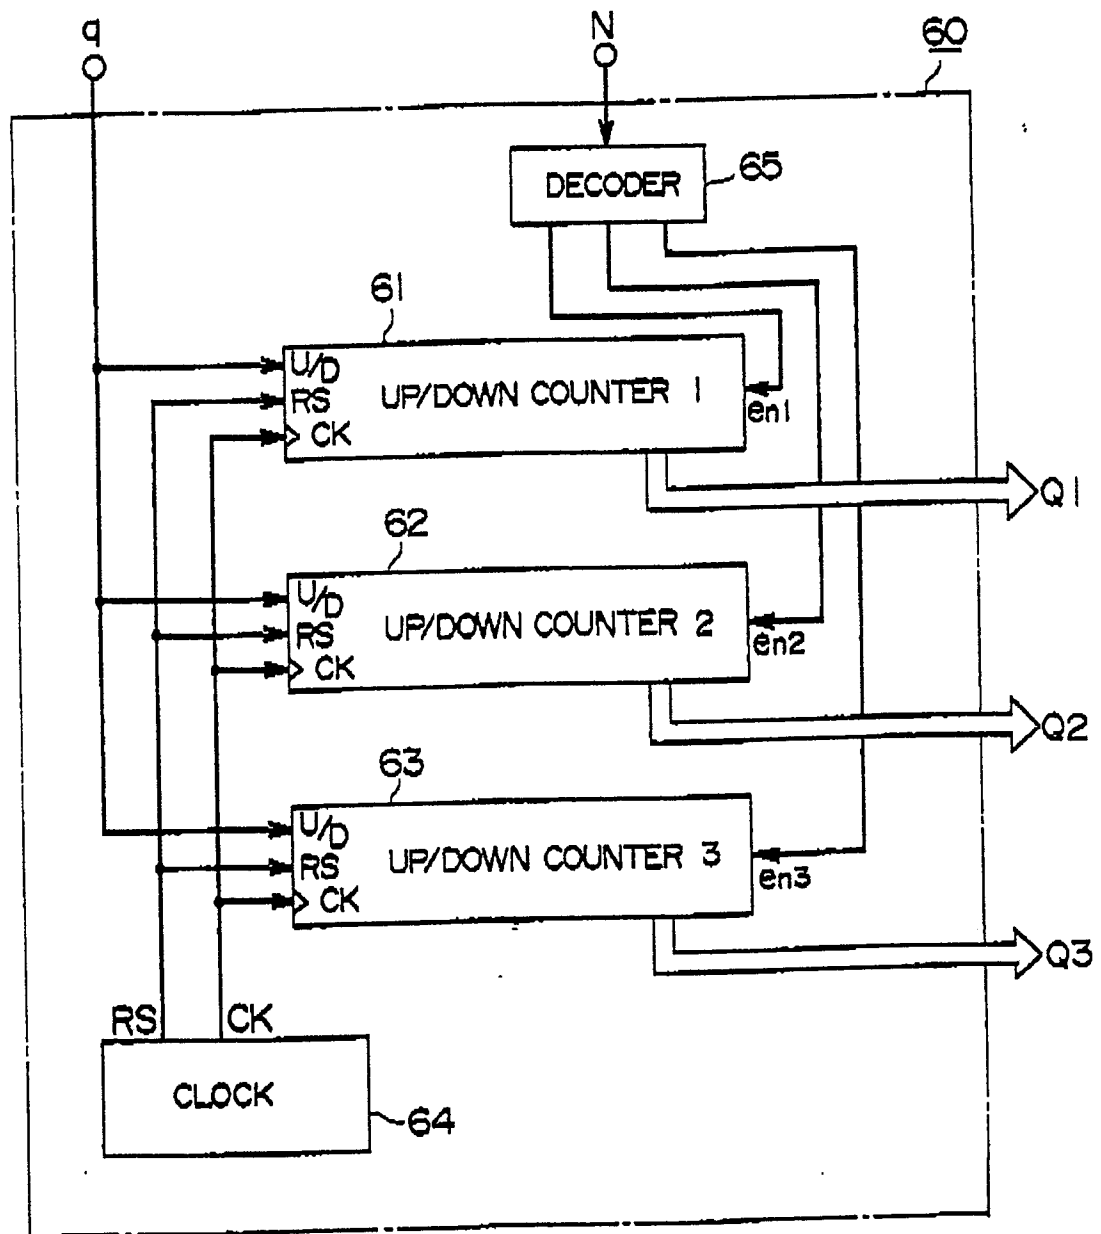 q
N
60
DECODER
65
61
U/D
RS
CK
UP/DOWN COUNTER 1
en1
Q1
62
U/D
RS
CK
UP/DOWN COUNTER 2
en2
Q2
63
U/D
RS
CK
UP/DOWN COUNTER 3
en3
Q3
RS
CK
CLOCK
64